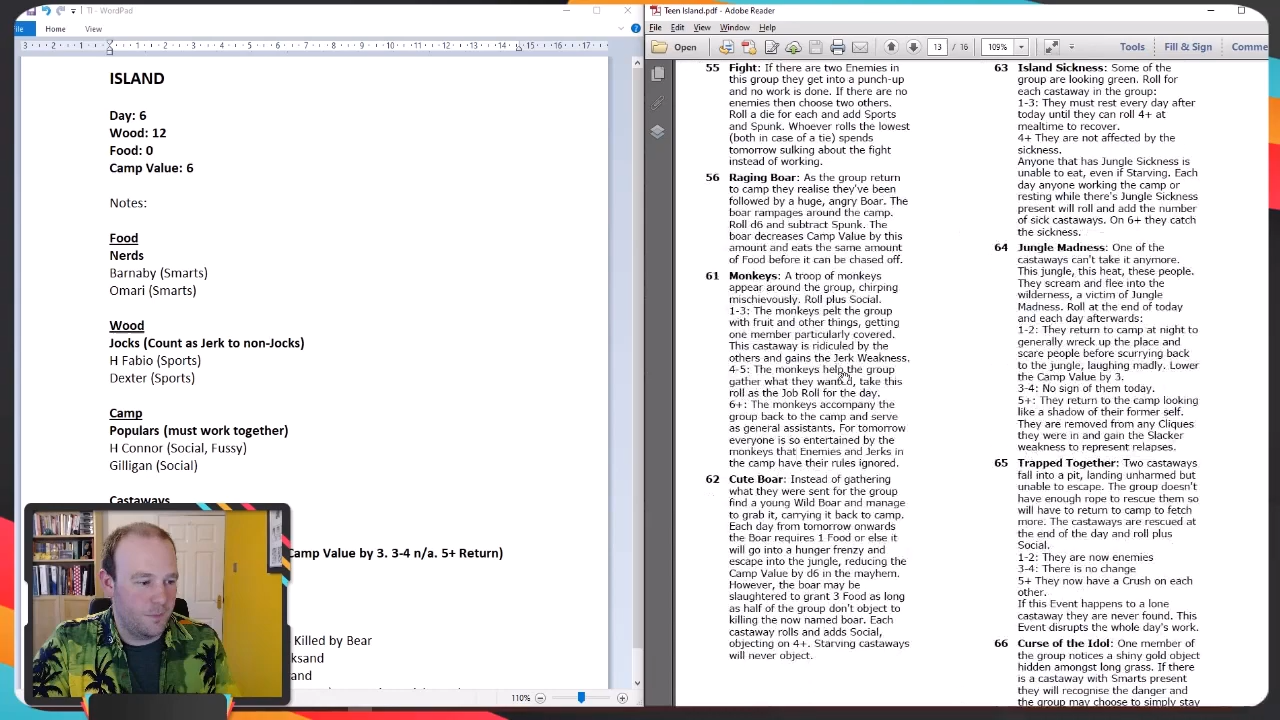 TI - WordPad
File
Home
View
3 2 1 1 2 3 4 5 6 7 8 9 10 11 12 13 14 15 16 17
ISLAND
Day: 6
Wood: 12
Food: 0
Camp Value: 6
Notes:
Food
Nerds
Barnaby (Smarts)
Omari (Smarts)
Wood
Jocks (Count as Jerk to non-Jocks)
H Fabio (Sports)
Dexter (Sports)
Camp
Populars (must work together)
H Connor (Social, Fussy)
Gilligan (Social)
Castaways
Camp Value by 3. 3-4 n/a. 5+ Return)
Killed by Bear
110%
Teen Island.pdf - Adobe Reader
File Edit View Window Help
Open
13 / 16
109%
Tools
Fill & Sign
Comme
55 Fight: If there are two Enemies in
this group they get into a punch-up
and no work is done. If there are no
enemies then choose two others.
Roll a die for each and add Sports
and Spunk. Whoever rolls the lowest
(both in case of a tie) spends
tomorrow sulking about the fight
instead of working.
56 Raging Boar: As the group return
to camp they realise they've been
followed by a huge, angry Boar. The
boar rampages around the camp.
Roll d6 and subtract Spunk. The
boar decreases Camp Value by this
amount and eats the same amount
of Food before it can be chased off.
61 Monkeys: A troop of monkeys
appear around the group, chirping
mischievously. Roll plus Social.
1-3: The monkeys pelt the group
with fruit and other things, getting
one member particularly covered.
This castaway is ridiculed by the
others and gains the Jerk Weakness.
4-5: The monkeys help the group
gather what they wanted, take this
roll as the Job Roll for the day.
6+: The monkeys accompany the
group back to the camp and serve
as general assistants. For tomorrow
everyone is so entertained by the
monkeys that Enemies and Jerks in
the camp have their rules ignored.
62 Cute Boar: Instead of gathering
what they were sent for the group
find a young Wild Boar and manage
to grab it, carrying it back to camp.
Each day from tomorrow onwards
the Boar requires 1 Food or else it
will go into a hunger frenzy and
escape into the jungle, reducing the
Camp Value by d6 in the mayhem.
However, the boar may be
slaughtered to grant 3 Food as long
as half of the group don't object to
killing the now named boar. Each
castaway rolls and adds Social,
objecting on 4+. Starving castaways
will never object.
63 Island Sickness: Some of the
group are looking green. Roll for
each castaway in the group:
1-3: They must rest every day after
today until they can roll 4+ at
mealtime to recover.
4+ They are not affected by the
sickness.
Anyone that has Jungle Sickness is
unable to eat, even if Starving. Each
day anyone working the camp or
resting while there's Jungle Sickness
present will roll and add the number
of sick castaways. On 6+ they catch
the sickness.
64 Jungle Madness: One of the
castaways can't take it anymore.
This jungle, this heat, these people.
They scream and flee into the
wilderness, a victim of Jungle
Madness. Roll at the end of today
and each day afterwards:
1-2: They return to camp at night to
generally wreck up the place and
scare people before scurrying back
to the jungle, laughing madly. Lower
the Camp Value by 3.
3-4: No sign of them today.
5+: They return to the camp looking
like a shadow of their former self.
They are removed from any Cliques
they were in and gain the Slacker
weakness to represent relapses.
65 Trapped Together: Two castaways
fall into a pit, landing unharmed but
unable to escape. The group doesn't
have enough rope to rescue them so
will have to return to camp to fetch
more. The castaways are rescued at
the end of the day and roll plus
Social.
1-2: They are now enemies
3-4: There is no change
5+ They now have a Crush on each
other.
If this Event happens to a lone
castaway they are never found. This
Event disrupts the whole day's work.
66 Curse of the Idol: One member of
the group notices a shiny gold object
hidden amongst long grass. If there
is a castaway with Smarts present
they will recognise the danger and
the group may choose to simply stay